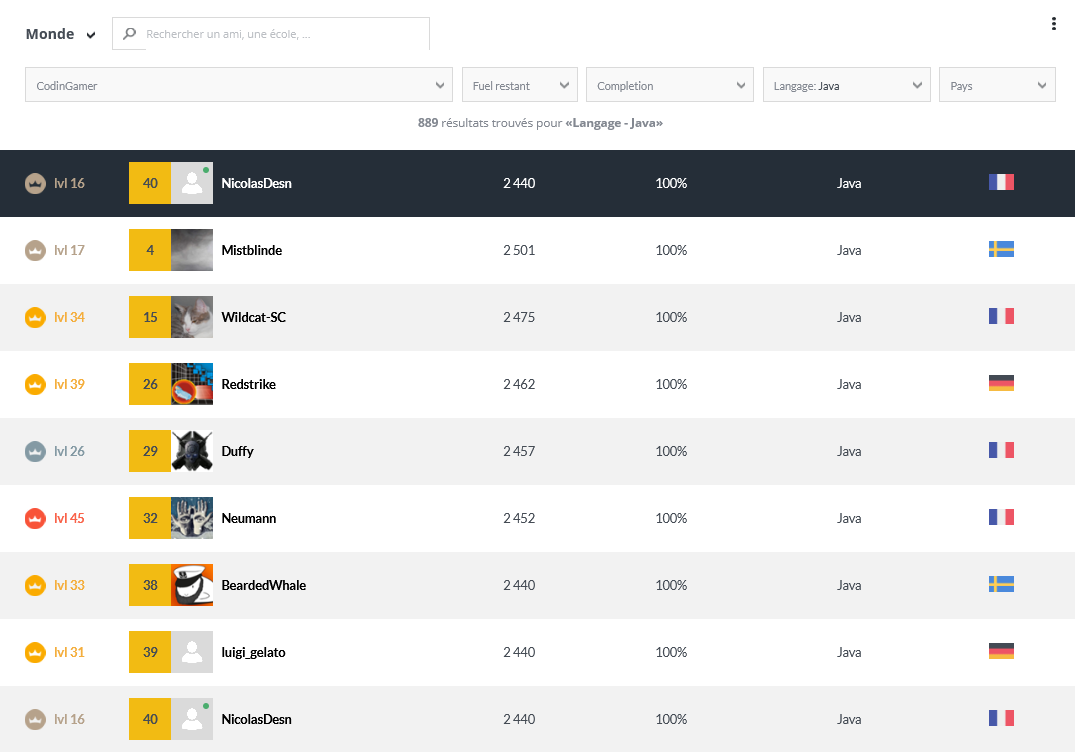 Monde Rechercher un ami, une école, ...
CodinGamer Fuel restant Completion Langage: Java Pays
889 résultats trouvés pour «Langage - Java»
lvl 16 40 NicolasDesn 2 440 100% Java
lvl 17 4 Mistblinde 2 501 100% Java
lvl 34 15 Wildcat-SC 2 475 100% Java
lvl 39 26 Redstrike 2 462 100% Java
lvl 26 29 Duffy 2 457 100% Java
lvl 45 32 Neumann 2 452 100% Java
lvl 33 38 BeardedWhale 2 440 100% Java
lvl 31 39 luigi_gelato 2 440 100% Java
lvl 16 40 NicolasDesn 2 440 100% Java